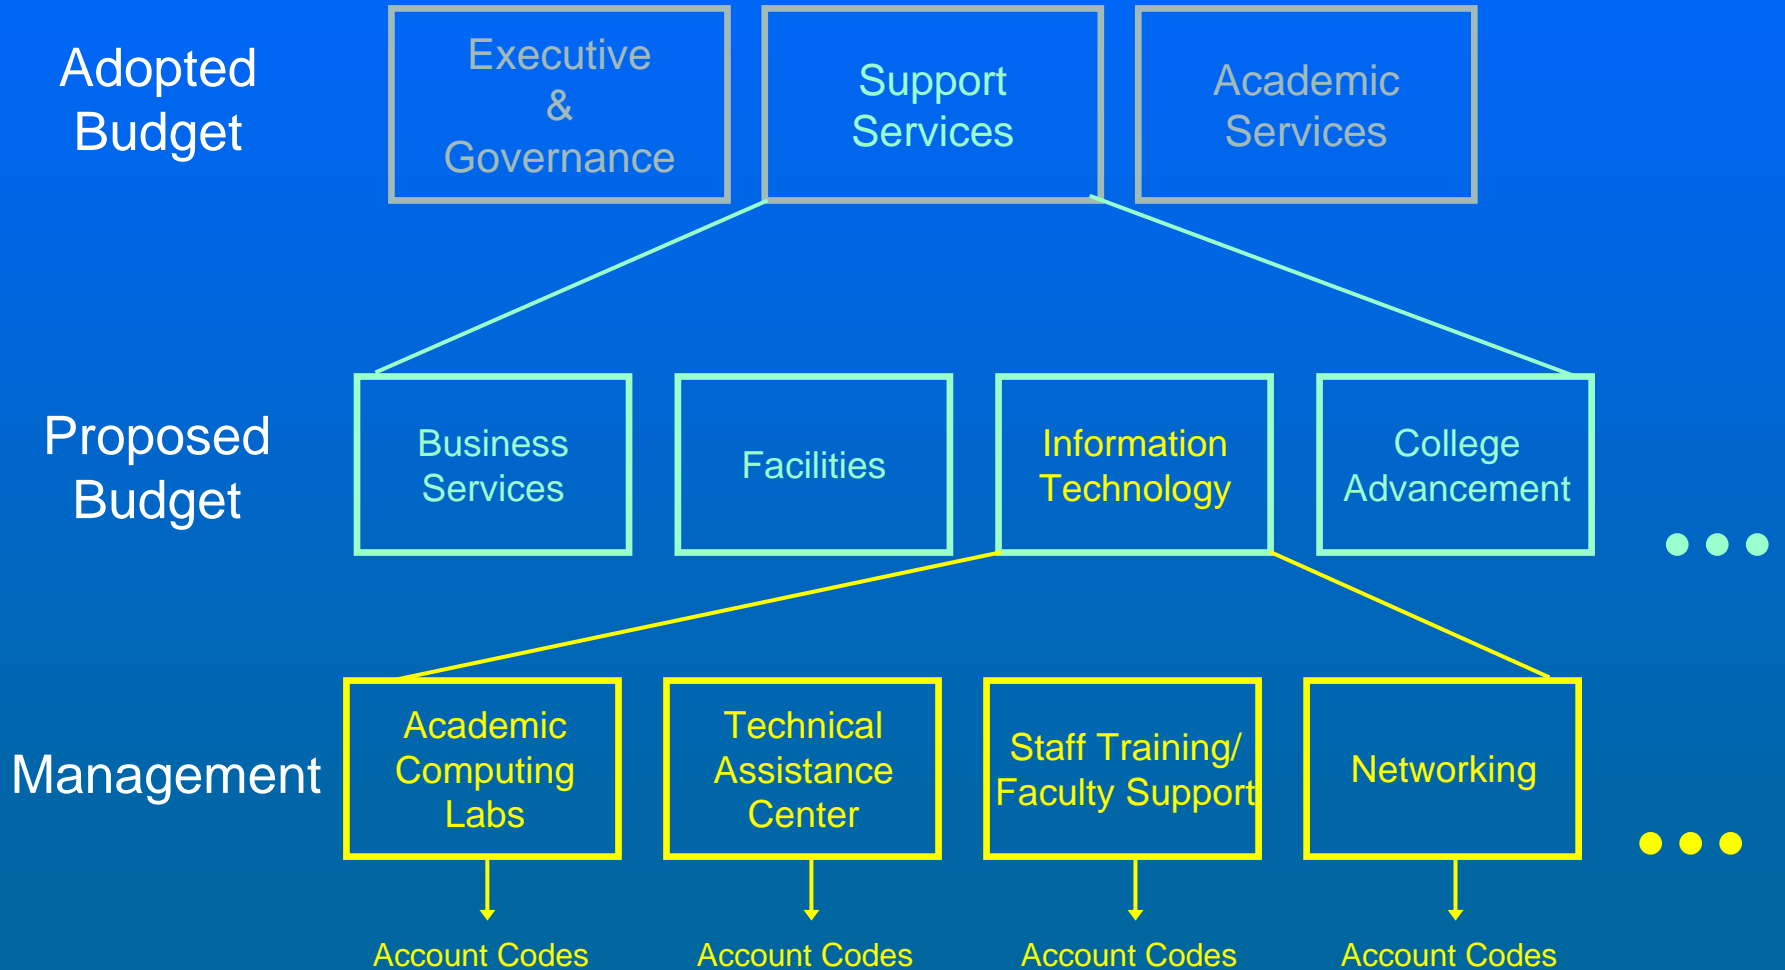 Adopted
Budget
Executive
&
Governance
Support
Services
Academic
Services
Proposed
Budget
Business
Services
Facilities
Information
Technology
College
Advancement
Management
Academic
Computing
Labs
Technical
Assistance
Center
Staff Training/
Faculty Support
Networking
Account Codes
Account Codes
Account Codes
Account Codes